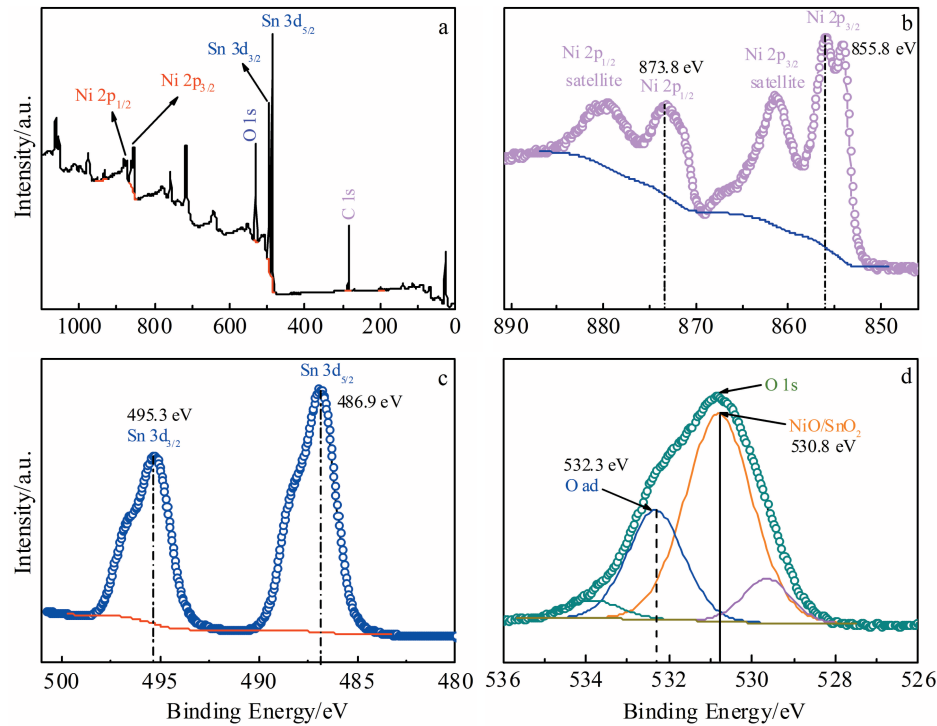 a
Sn 3d5/2
Sn 3d3/2
Ni 2p3/2
Ni 2p1/2
O 1s
C 1s
Intensity/a.u.
1000 800 600 400 200 0
b
Ni 2p3/2
855.8 eV
Ni 2p1/2
satellite
873.8 eV
Ni 2p1/2
Ni 2p3/2
satellite
890 880 870 860 850
c
Sn 3d5/2
486.9 eV
495.3 eV
Sn 3d3/2
Intensity/a.u.
500 495 490 485 480
Binding Energy/eV
d
O 1s
NiO/SnO2
530.8 eV
532.3 eV
O ad
536 534 532 530 528 526
Binding Energy/eV